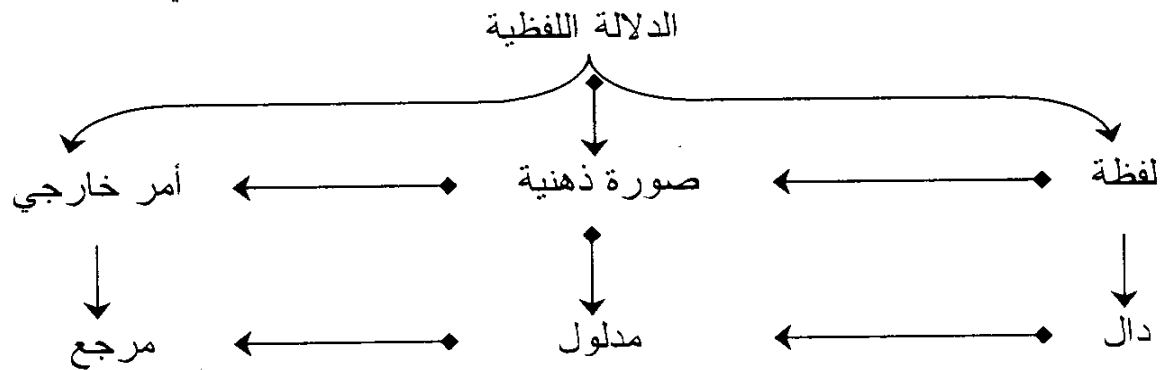 الدلالة اللفظية
لفظة صورة ذهنية أمر خارجي
دال مدلول مرجع